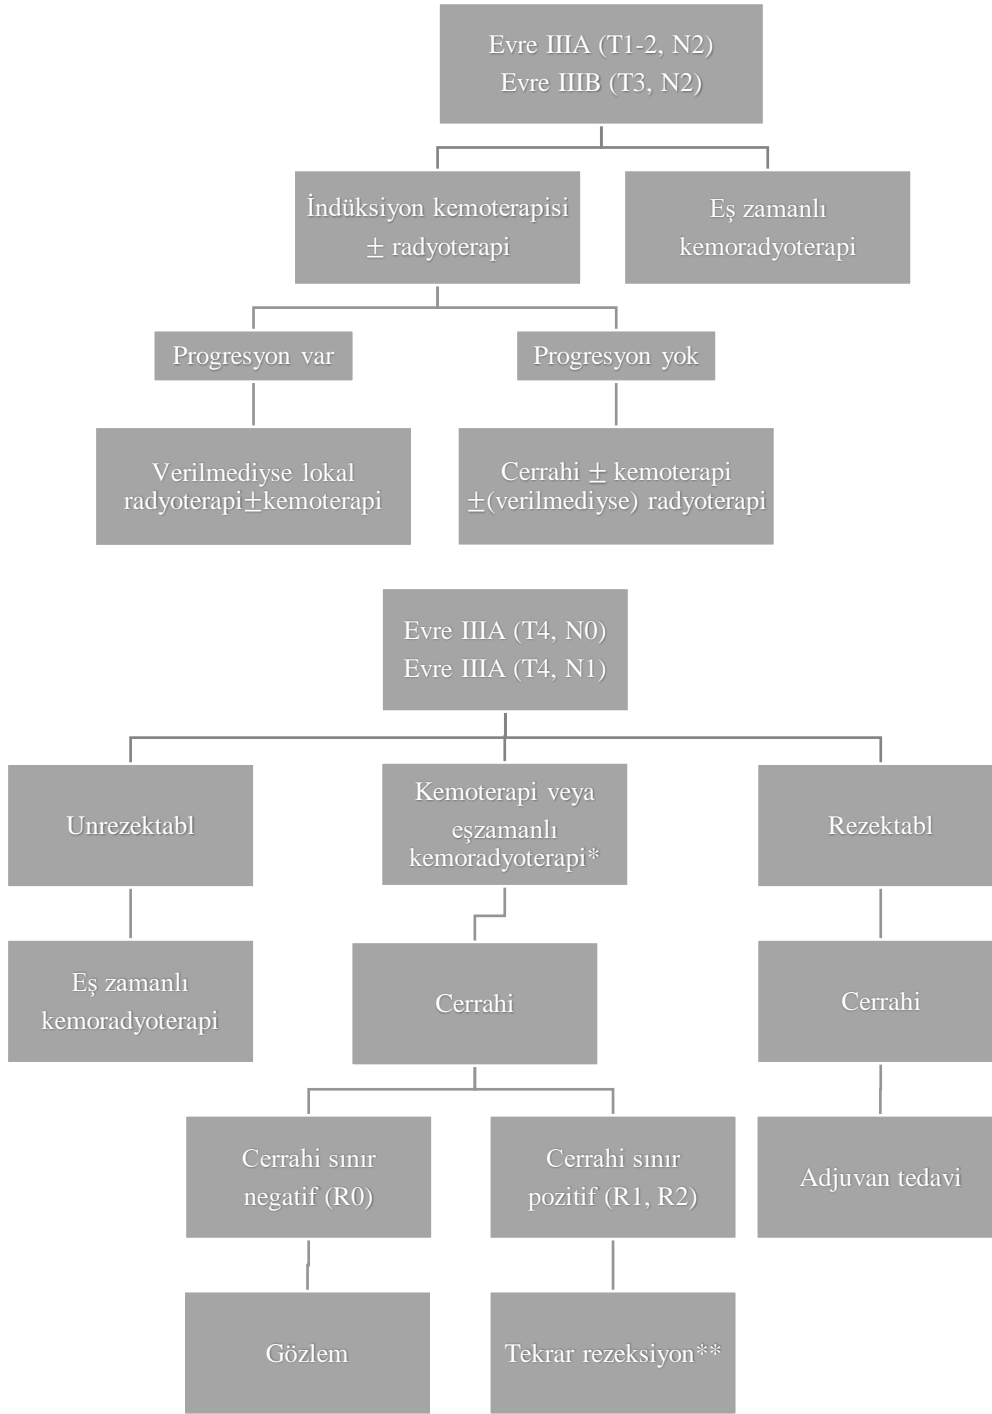 Evre IIIA (T1-2, N2)
Evre IIIB (T3, N2)
İndüksiyon kemoterapisi
± radyoterapi
Eş zamanlı
kemoradyoterapi
Progresyon var
Progresyon yok
Verilmediyse lokal
radyoterapi±kemoterapi
Cerrahi ± kemoterapi
±(verilmediyse) radyoterapi
Evre IIIA (T4, N0)
Evre IIIA (T4, N1)
Unrezektabl
Kemoterapi veya
eşzamanlı
kemoradyoterapi*
Rezektabl
Eş zamanlı
kemoradyoterapi
Cerrahi
Cerrahi
Cerrahi sınır
negatif (R0)
Cerrahi sınır
pozitif (R1, R2)
Adjuvan tedavi
Gözlem
Tekrar rezeksiyon**